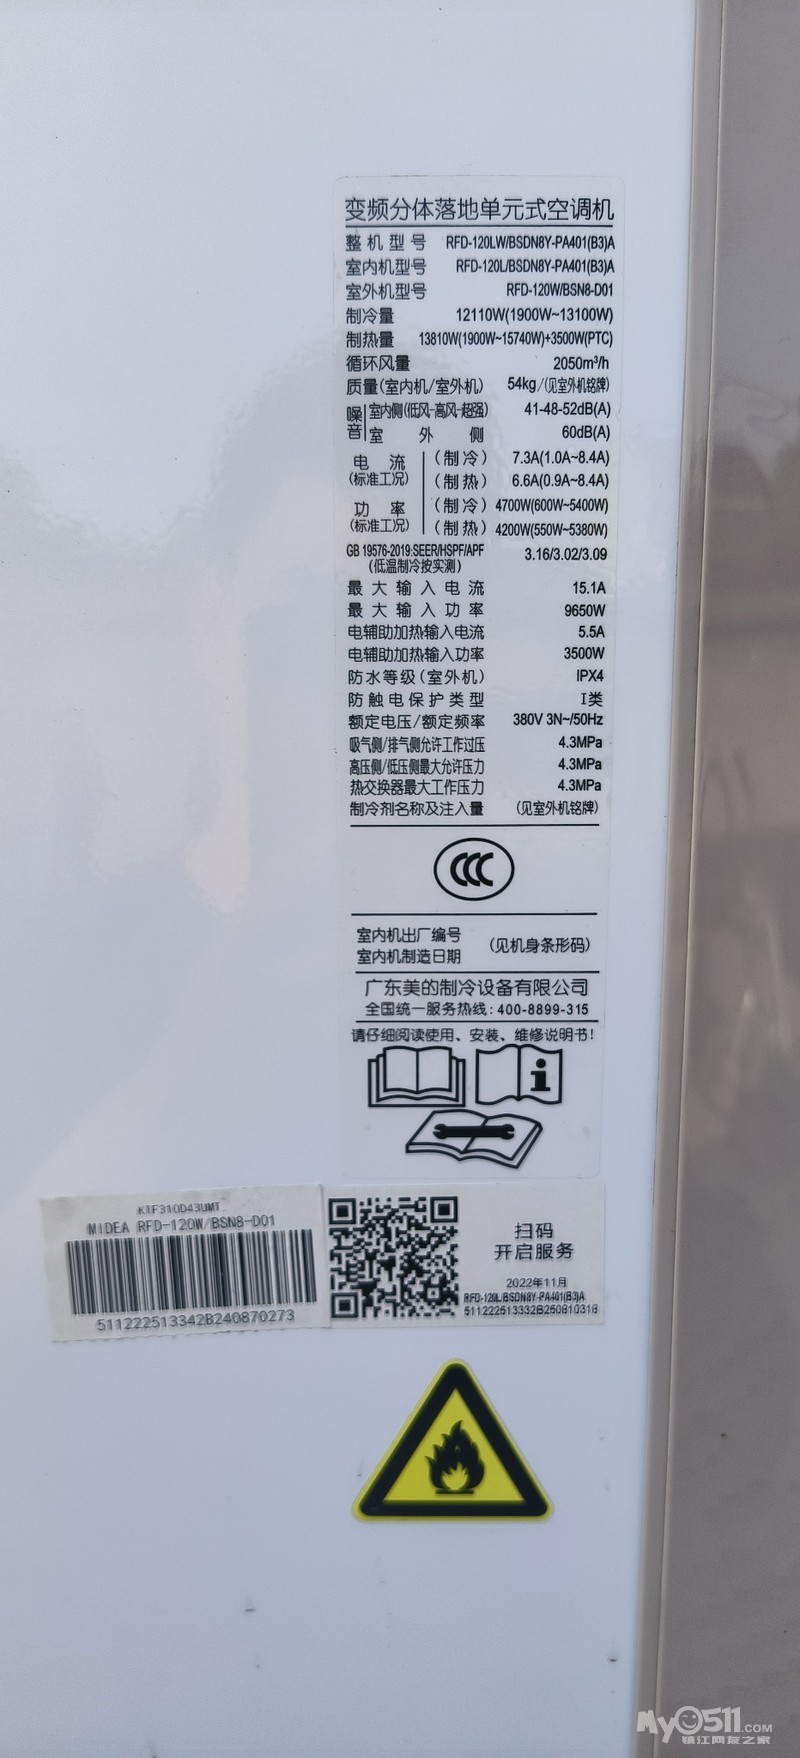 变频分体落地单元式空调机
整机型号 RFD-120LW/BSDN8Y-PA401(B3)A
室内机型号 RFD-120L/BSDN8Y-PA401(B3)A
室外机型号 RFD-120W/BSN8-D01
制冷量 12110W(1900W~13100W)
制热量 13810W(1900W~15740W)+3500W(PTC)
循环风量 2050m³/h
质量(室内机/室外机) 54kg/(见室外机铭牌)
噪音 室内侧(低风-高风-超强) 41-48-52dB(A)
室外侧 60dB(A)
电流(标准工况) (制冷) 7.3A(1.0A~8.4A)
(制热) 6.6A(0.9A~8.4A)
功率(标准工况) (制冷) 4700W(600W~5400W)
(制热) 4200W(550W~5380W)
GB 19576-2019:SEER/HSPF/APF 3.16/3.02/3.09
(低温制冷按实测)
最大输入电流 15.1A
最大输入功率 9650W
电辅助加热输入电流 5.5A
电辅助加热输入功率 3500W
防水等级(室外机) IPX4
防触电保护类型 I类
额定电压/额定频率 380V 3N~/50Hz
吸气侧/排气侧允许工作过压 4.3MPa
高压侧/低压侧最大允许压力 4.3MPa
热交换器最大工作压力 4.3MPa
制冷剂名称及注入量 (见室外机铭牌)
CCC
室内机出厂编号
室内机制造日期 (见机身条形码)
广东美的制冷设备有限公司
全国统一服务热线:400-8899-315
请仔细阅读使用、安装、维修说明书!
KTF310D43UMT
MIDEA RFD-120W/BSN8-D01
511222513342B240870273
扫码
开启服务
2022年11月
RFD-120L/BSDN8Y-PA401(B3)A
511222513332B250810318
My0511.COM
镇江网友之家